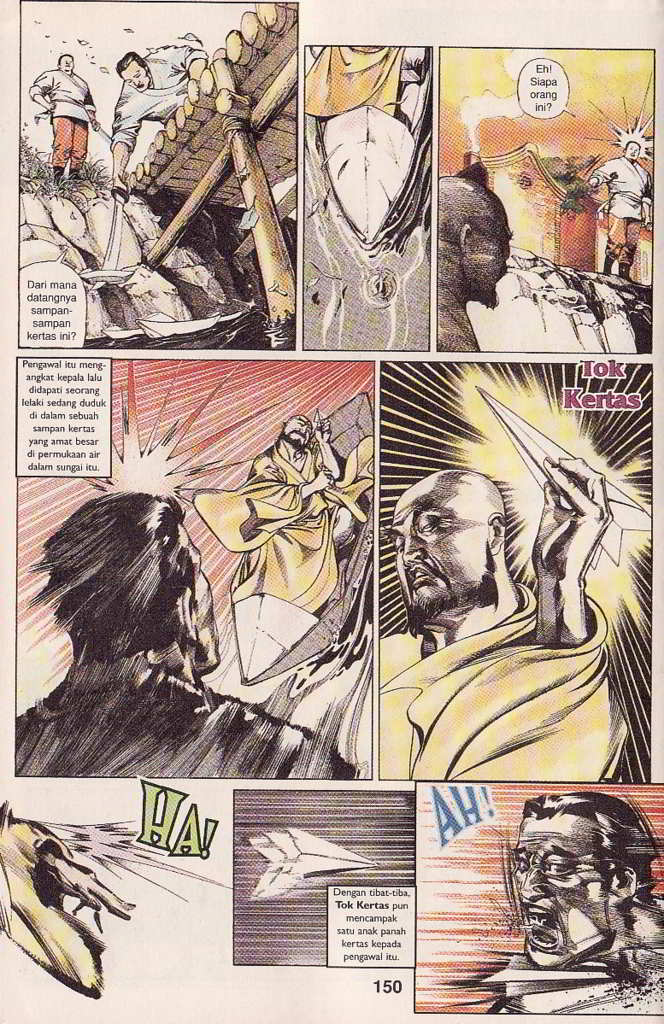 Dari mana
datangnya
sampan-
sampan
kertas ini?
Eh!
Siapa
orang
ini?
Pengawal itu meng-
angkat kepala lalu
didapati seorang
lelaki sedang duduk
di dalam sebuah
sampan kertas
yang amat besar
di permukaan air
dalam sungai itu.
Tok
Kertas
HA!
Dengan tiba-tiba,
Tok Kertas pun
mencampak
satu anak panah
kertas kepada
pengawal itu.
AH!
150